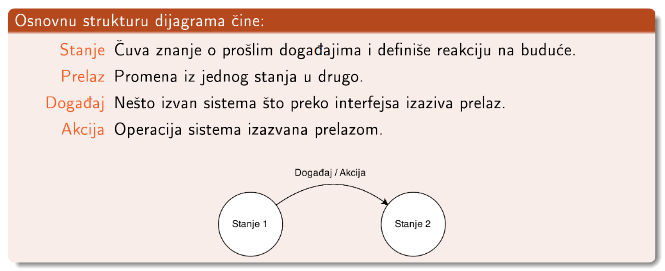 Osnovnu strukturu dijagrama čine:
Stanje Čuva znanje o prošlim događajima i definiše reakciju na buduće.
Prelaz Promena iz jednog stanja u drugo.
Događaj Nešto izvan sistema što preko interfejsa izaziva prelaz.
Akcija Operacija sistema izazvana prelazom.
Događaj / Akcija
Stanje 1
Stanje 2